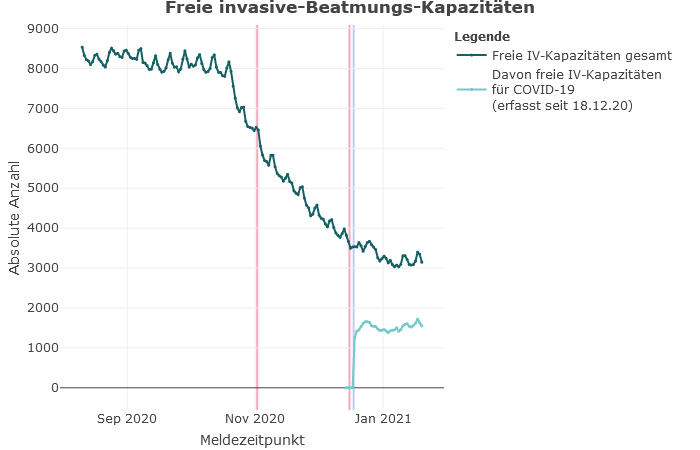 Freie invasive-Beatmungs-Kapazitäten
9000
8000
7000
6000
5000
4000
3000
2000
1000
0
Absolute Anzahl
Sep 2020
Nov 2020
Jan 2021
Meldezeitpunkt
Legende
Freie IV-Kapazitäten gesamt
Davon freie IV-Kapazitäten
für COVID-19
(erfasst seit 18.12.20)